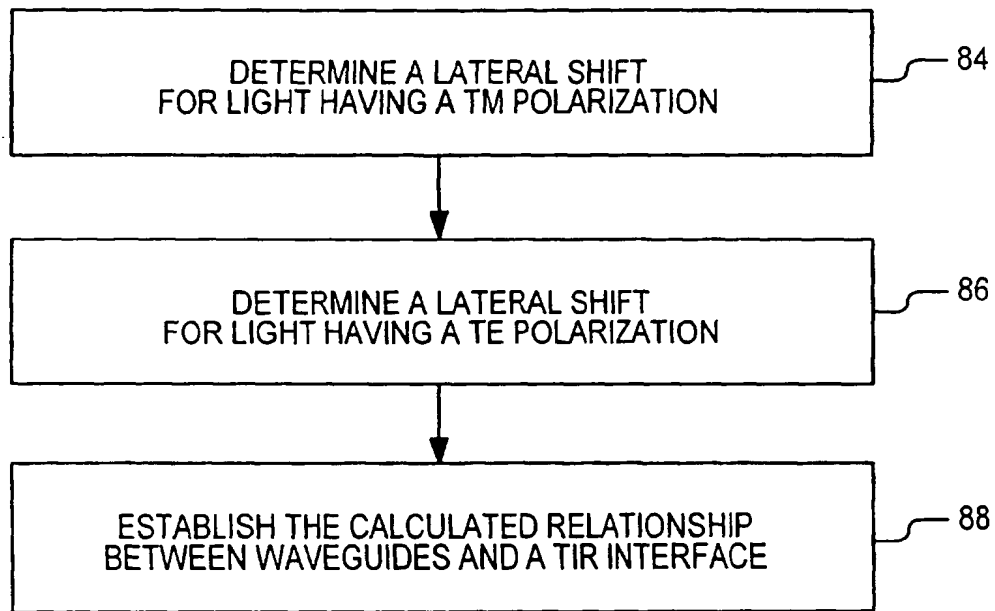 DETERMINE A LATERAL SHIFT
FOR LIGHT HAVING A TM POLARIZATION
84
DETERMINE A LATERAL SHIFT
FOR LIGHT HAVING A TE POLARIZATION
86
ESTABLISH THE CALCULATED RELATIONSHIP
BETWEEN WAVEGUIDES AND A TIR INTERFACE
88